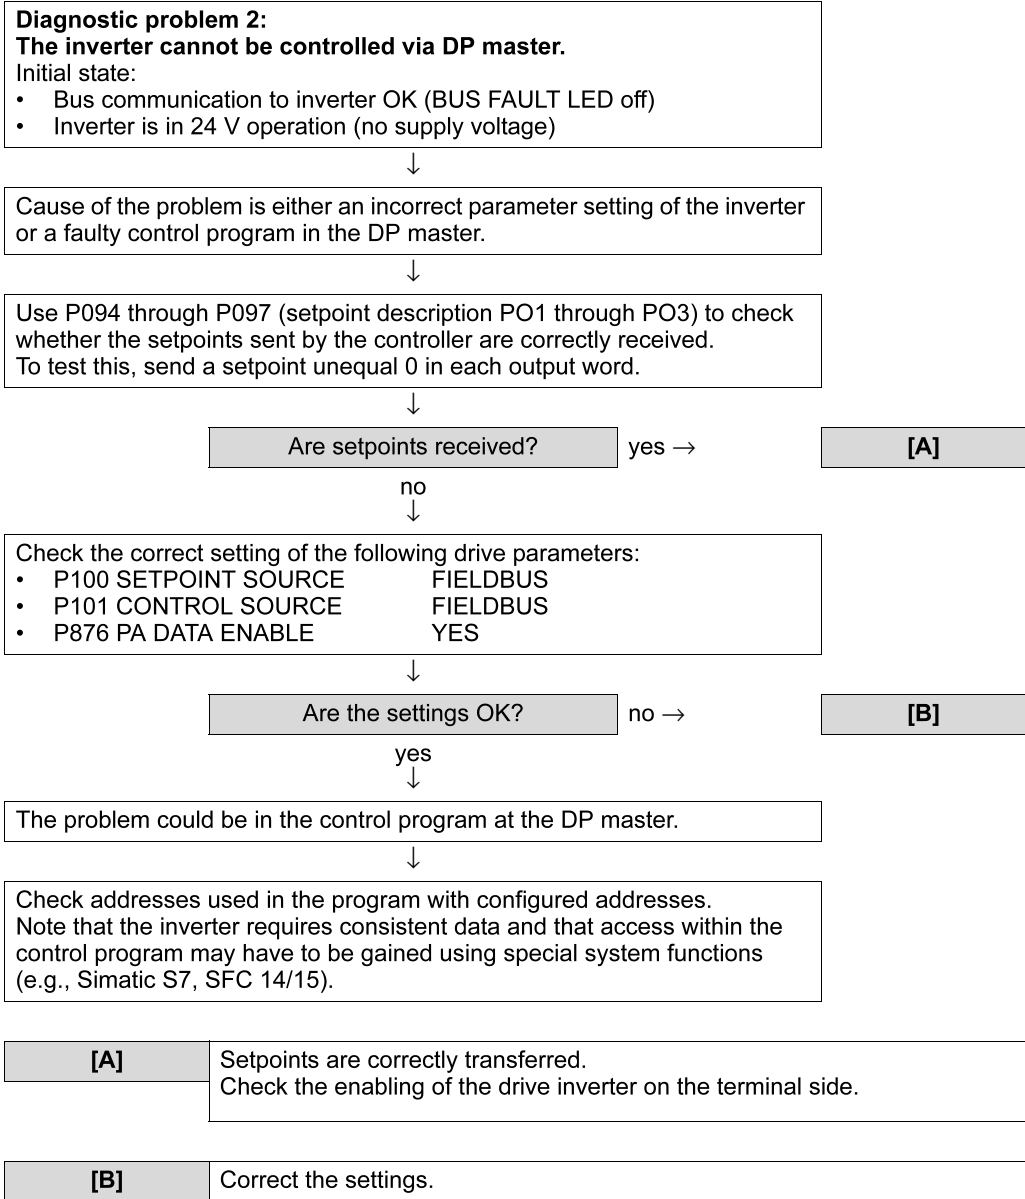 Diagnostic problem 2:
The inverter cannot be controlled via DP master.
Initial state:
• Bus communication to inverter OK (BUS FAULT LED off)
• Inverter is in 24 V operation (no supply voltage)
↓
Cause of the problem is either an incorrect parameter setting of the inverter
or a faulty control program in the DP master.
↓
Use P094 through P097 (setpoint description PO1 through PO3) to check
whether the setpoints sent by the controller are correctly received.
To test this, send a setpoint unequal 0 in each output word.
↓
Are setpoints received? yes → [A]
no
↓
Check the correct setting of the following drive parameters:
• P100 SETPOINT SOURCE FIELDBUS
• P101 CONTROL SOURCE FIELDBUS
• P876 PA DATA ENABLE YES
↓
Are the settings OK? no → [B]
yes
↓
The problem could be in the control program at the DP master.
↓
Check addresses used in the program with configured addresses.
Note that the inverter requires consistent data and that access within the
control program may have to be gained using special system functions
(e.g., Simatic S7, SFC 14/15).
[A] Setpoints are correctly transferred.
Check the enabling of the drive inverter on the terminal side.
[B] Correct the settings.